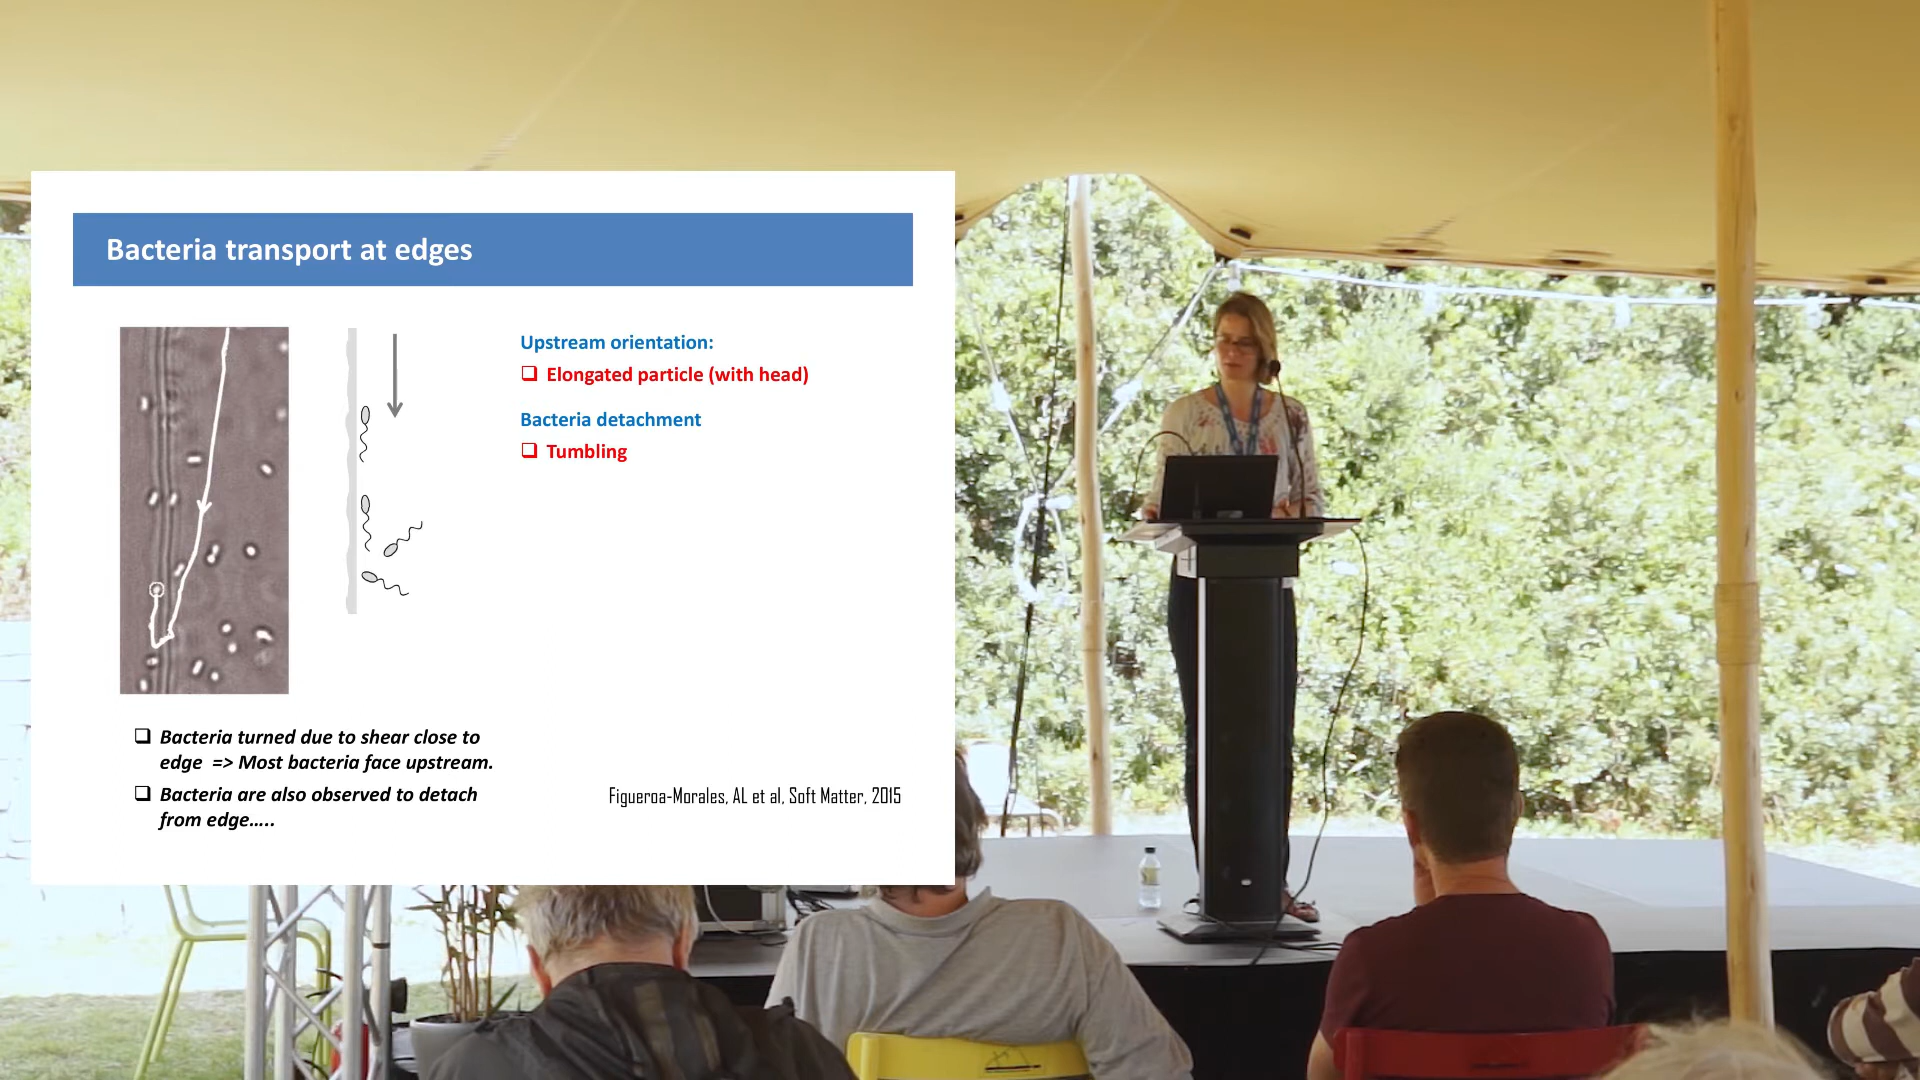 Bacteria transport at edges
Upstream orientation:
Elongated particle (with head)
Bacteria detachment
Tumbling
Bacteria turned due to shear close to
edge => Most bacteria face upstream.
Bacteria are also observed to detach
from edge.....
Figueroa-Morales, AL et al, Soft Matter, 2015